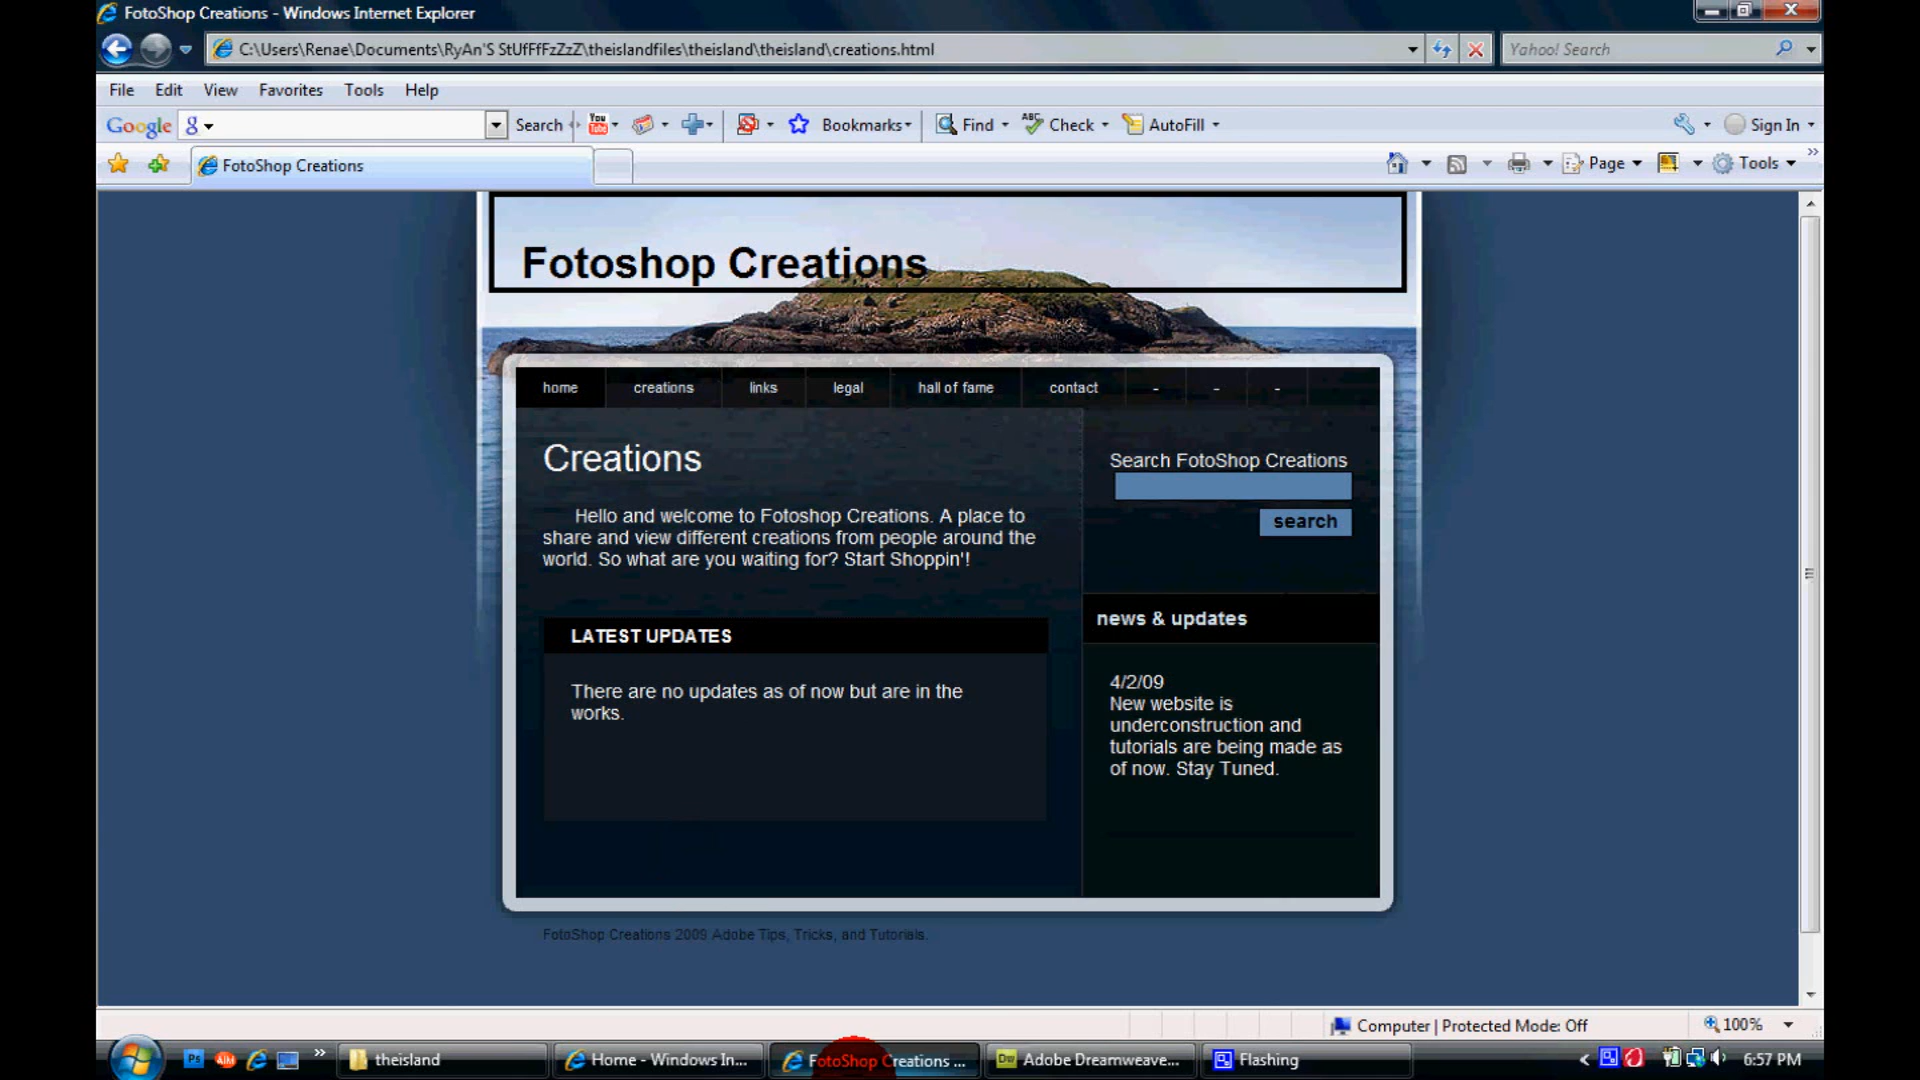 FotoShop Creations - Windows Internet Explorer
C:\Users\Renae\Documents\RyAn'S StUfFfFzZzZ\theislandfiles\theisland\theisland\creations.html
Yahoo! Search
File Edit View Favorites Tools Help
Google g Search You Tube Bookmarks Find ABC Check AutoFill Sign In
FotoShop Creations
Page Tools
Fotoshop Creations
home creations links legal hall of fame contact - - -
Creations
Hello and welcome to Fotoshop Creations. A place to
share and view different creations from people around the
world. So what are you waiting for? Start Shoppin'!
LATEST UPDATES
There are no updates as of now but are in the
works.
Search FotoShop Creations
search
news & updates
4/2/09
New website is
underconstruction and
tutorials are being made as
of now. Stay Tuned.
FotoShop Creations 2009 Adobe Tips, Tricks, and Tutorials.
Computer | Protected Mode: Off
100%
Ps AIM theisland Home - Windows In... FotoShop Creations ... Dw Adobe Dreamweave... Flashing 6:57 PM